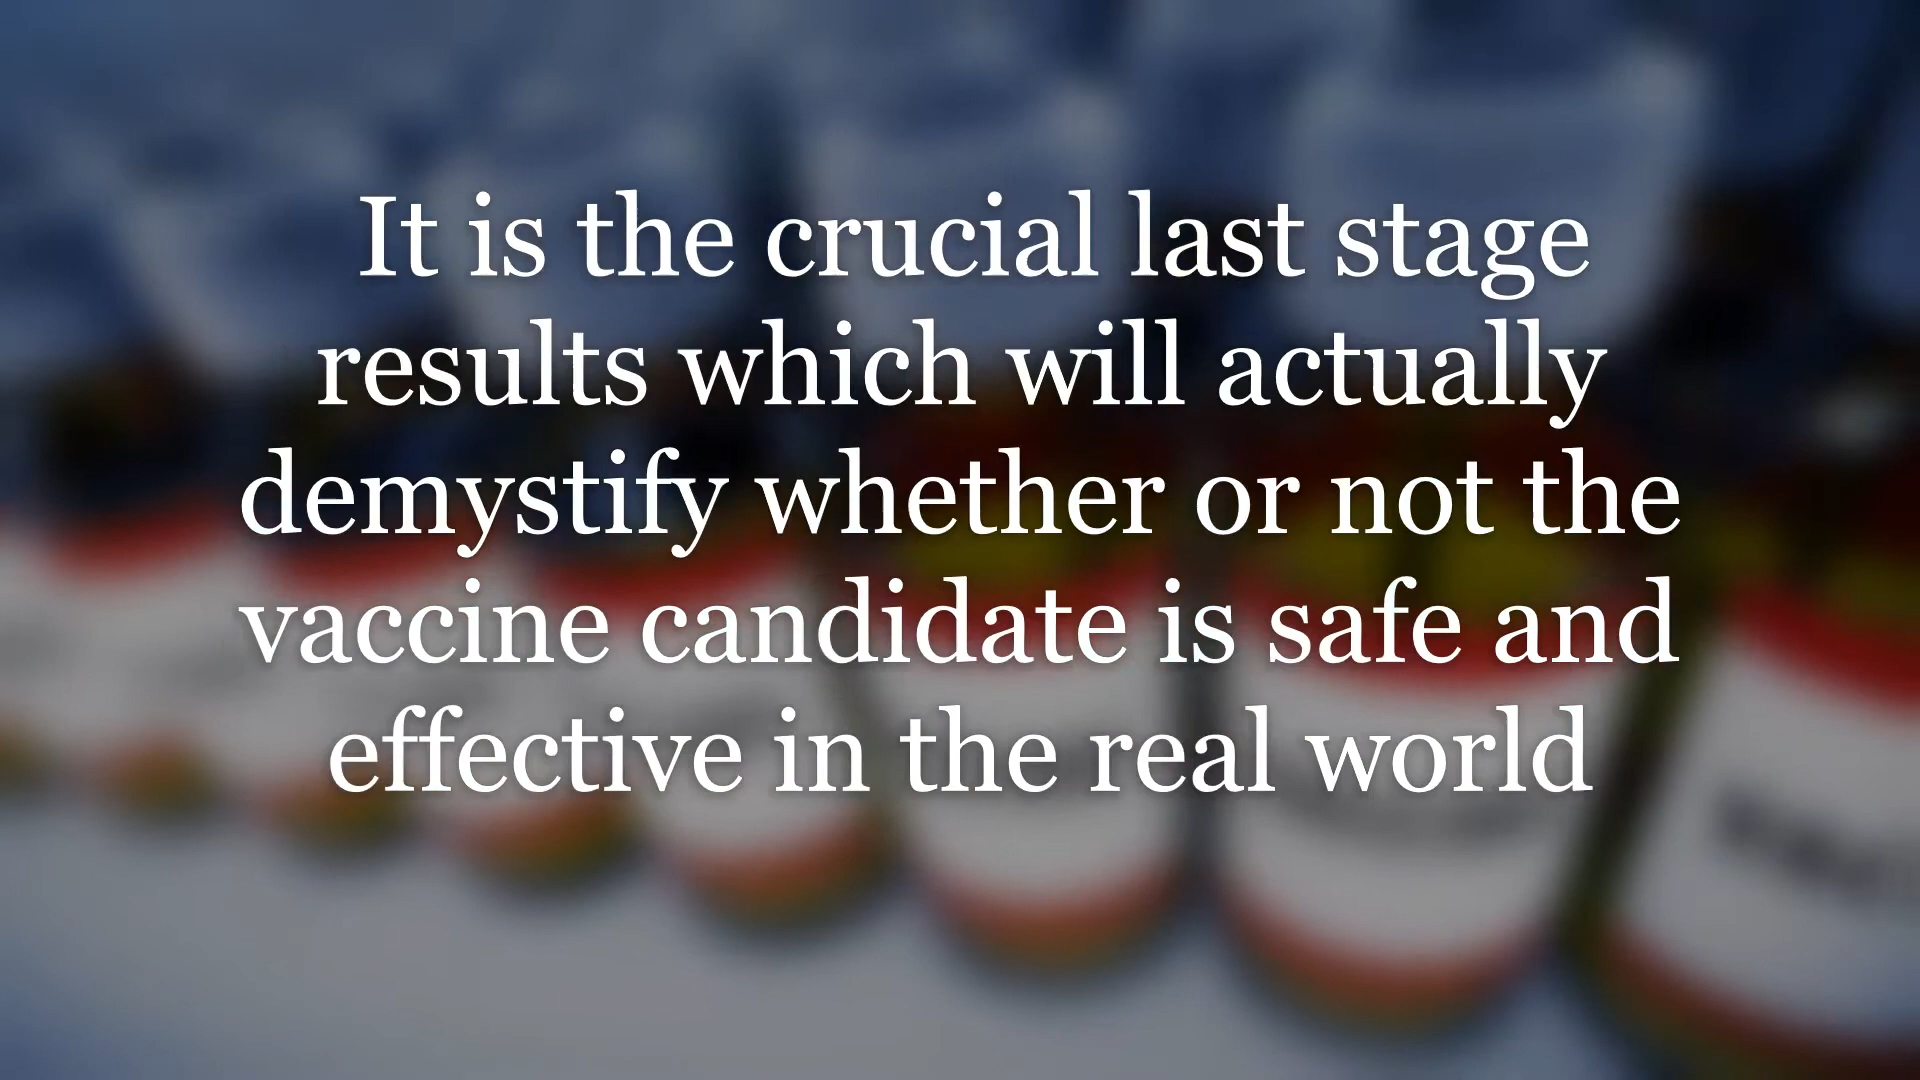 It is the crucial last stage
results which will actually
demystify whether or not the
vaccine candidate is safe and
effective in the real world